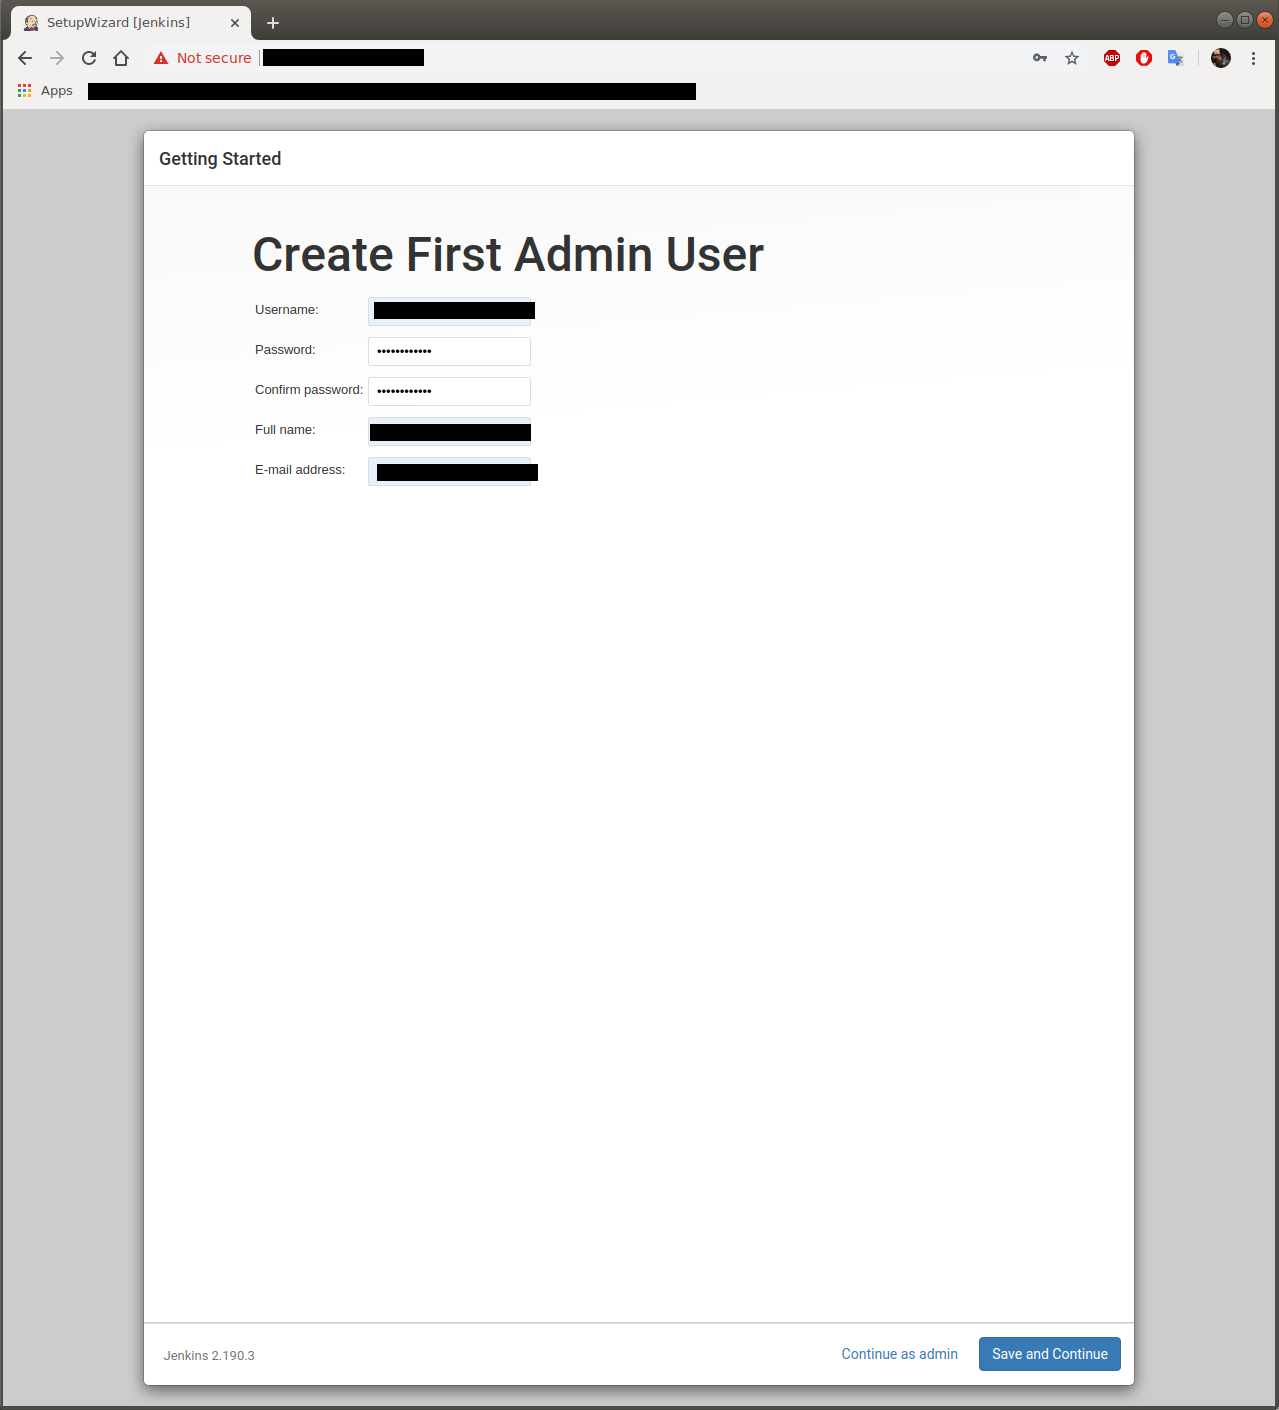 SetupWizard [Jenkins]
Not secure
ABP
Apps
Getting Started
Create First Admin User
Username:
Password: ••••••••••••
Confirm password: ••••••••••••
Full name:
E-mail address:
Jenkins 2.190.3
Continue as admin
Save and Continue